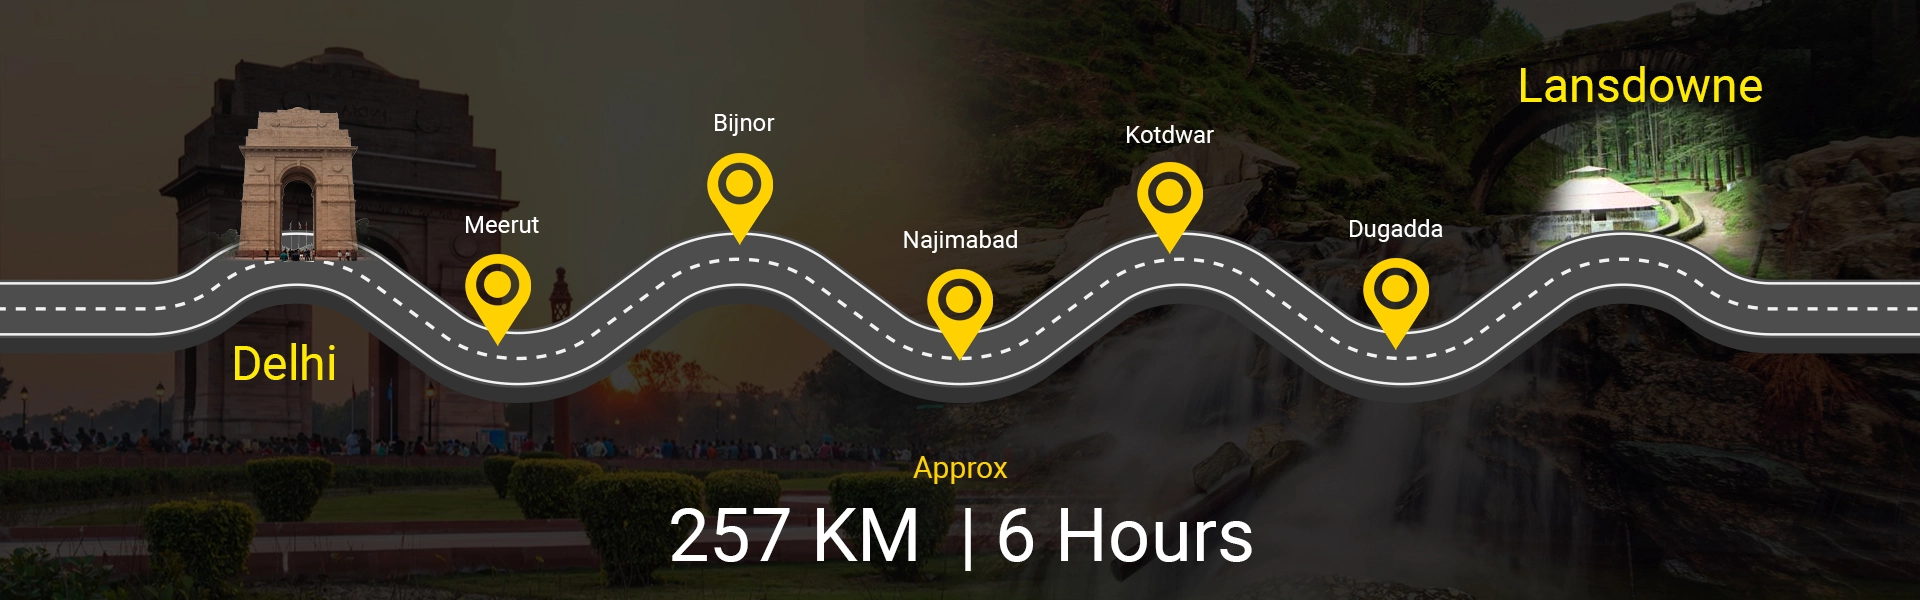 Delhi
Meerut
Bijnor
Najimabad
Kotdwar
Dugadda
Lansdowne
Approx
257 KM | 6 Hours